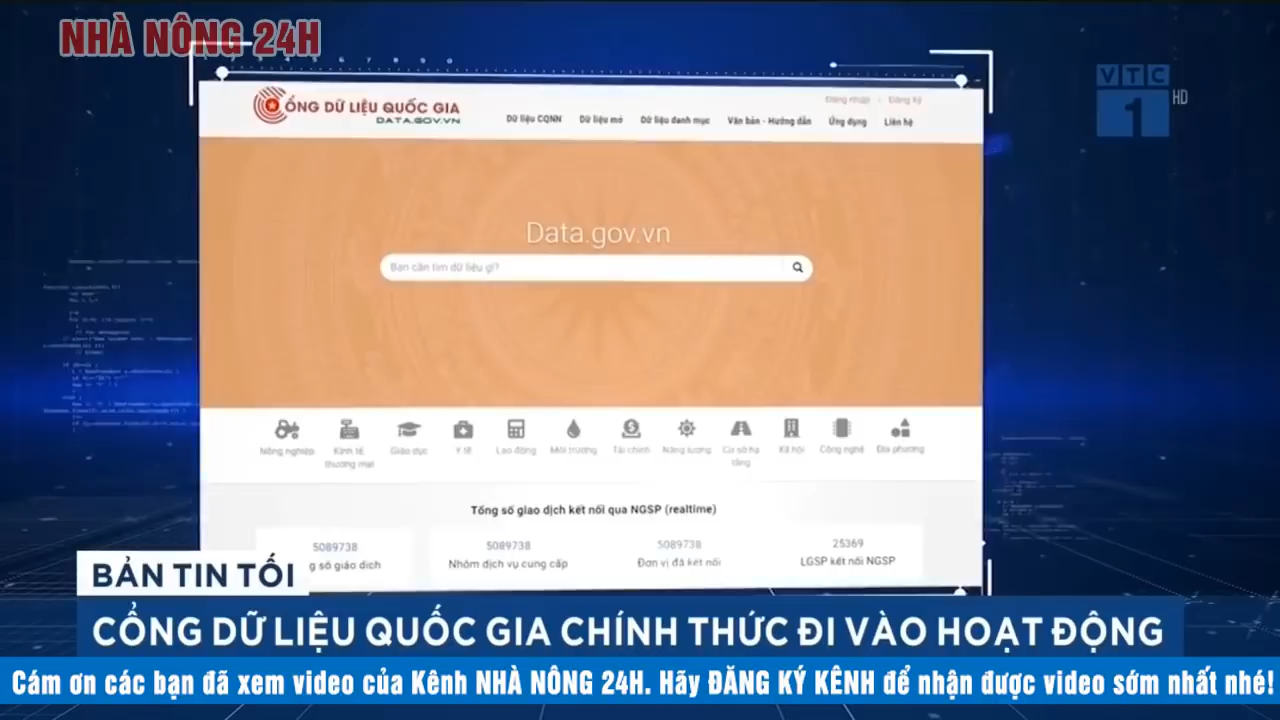 NHÀ NÔNG 24H
VTC
1 HD
CỔNG DỮ LIỆU QUỐC GIA
DATA.GOV.VN
Đăng nhập - Đăng ký
Dữ liệu CQNN Dữ liệu mở Dữ liệu danh mục Văn bản - Hướng dẫn Ứng dụng Liên hệ
Data.gov.vn
Bạn cần tìm dữ liệu gì?
Nông nghiệp Kinh tế thương mại Giáo dục Y tế Lao động Môi trường Tài chính Năng lượng Cơ sở hạ tầng Xã hội Công nghệ Địa phương
Tổng số giao dịch kết nối qua NGSP (realtime)
5089738 5089738 5089738 25369
g số giao dịch Nhóm dịch vụ cung cấp Đơn vị đã kết nối LGSP kết nối NGSP
BẢN TIN TỐI
CỔNG DỮ LIỆU QUỐC GIA CHÍNH THỨC ĐI VÀO HOẠT ĐỘNG
Cám ơn các bạn đã xem video của Kênh NHÀ NÔNG 24H. Hãy ĐĂNG KÝ KÊNH để nhận được video sớm nhất nhé!